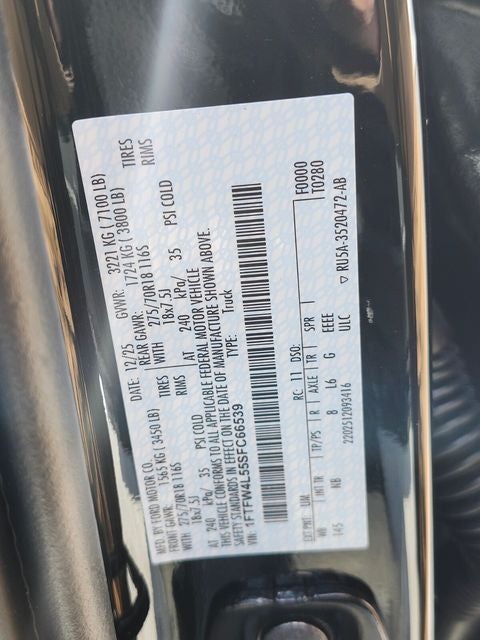 MFD. BY FORD MOTOR CO.
DATE: 12/25 GVWR: 3221 KG ( 7100 LB)
FRONT GAWR: 1565 KG ( 3450 LB) REAR GAWR: 1724 KG ( 3800 LB)
WITH 275/70R18 116S TIRES WITH 275/70R18 116S TIRES
18x7.5J RIMS 18x7.5J RIMS
AT 240 kPa/ 35 PSI COLD AT 240 kPa/ 35 PSI COLD
THIS VEHICLE CONFORMS TO ALL APPLICABLE FEDERAL MOTOR VEHICLE
SAFETY STANDARDS IN EFFECT ON THE DATE OF MANUFACTURE SHOWN ABOVE.
VIN: 1FTFW4L55SFC66539 TYPE: Truck
F0000
T0280
EXT PNT: UM RC: 11 DSO:
WB INT TR TP/PS R AXLE TR SPR
145 NB 8 L6 G EEEE
ULC
2202512093416
▽ RU5A-3520472-AB